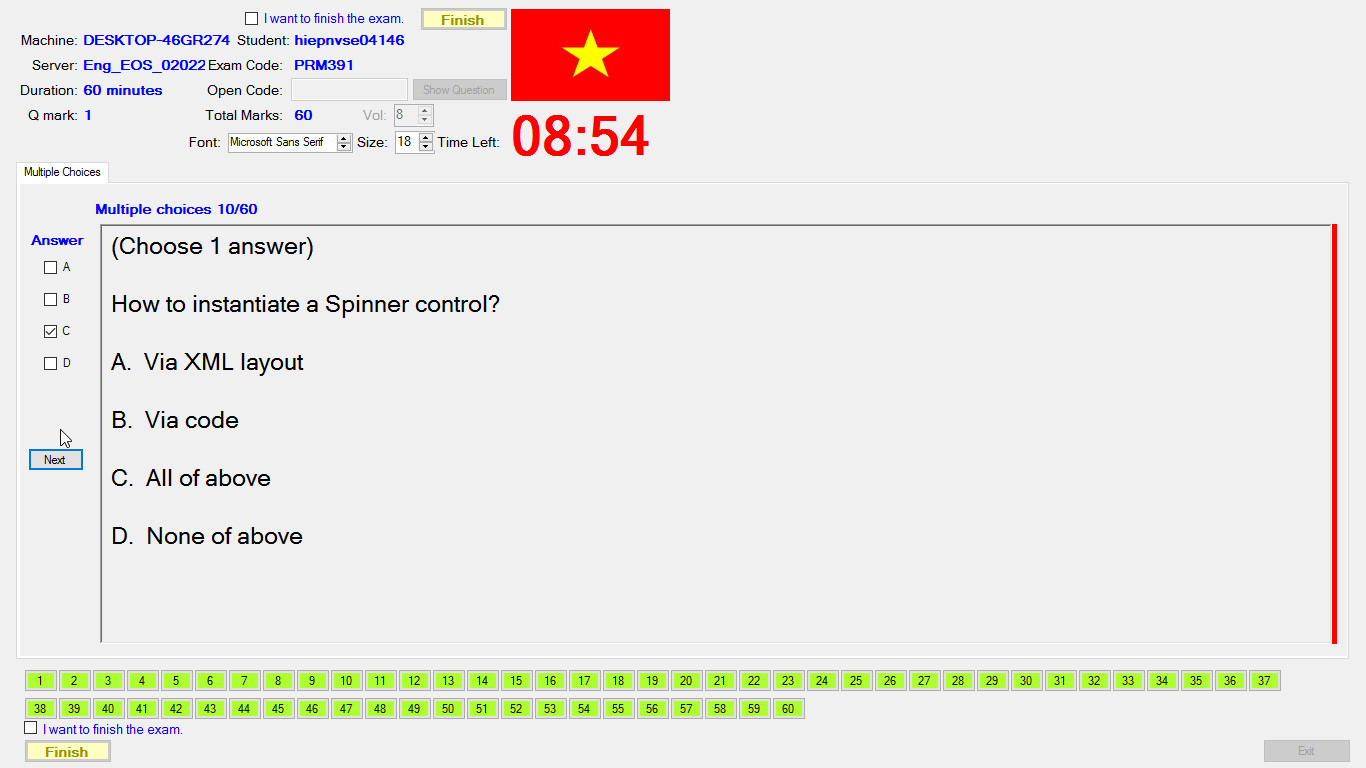 I want to finish the exam. Finish
Machine: DESKTOP-46GR274 Student: hiepnvse04146
Server: Eng_EOS_02022 Exam Code: PRM391
Duration: 60 minutes Open Code: Show Question
Q mark: 1 Total Marks: 60 Vol: 8
Font: Microsoft Sans Serif Size: 18 Time Left: 08:54
Multiple Choices
Multiple choices 10/60
Answer
A
B
C
D
Next
(Choose 1 answer)
How to instantiate a Spinner control?
A. Via XML layout
B. Via code
C. All of above
D. None of above
1 2 3 4 5 6 7 8 9 10 11 12 13 14 15 16 17 18 19 20 21 22 23 24 25 26 27 28 29 30 31 32 33 34 35 36 37
38 39 40 41 42 43 44 45 46 47 48 49 50 51 52 53 54 55 56 57 58 59 60
I want to finish the exam.
Finish Exit